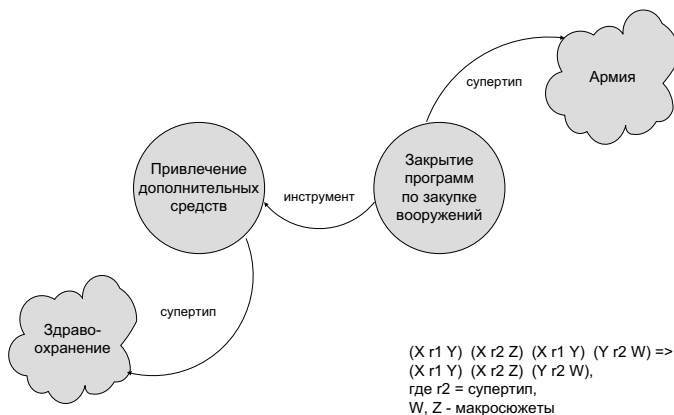 Армия
супертип
Закрытие
программ
по закупке
вооружений
Привлечение
дополнительных
средств
инструмент
супертип
Здраво-
охранение
(X r1 Y) (X r2 Z) (X r1 Y) (Y r2 W) =>
(X r1 Y) (X r2 Z) (Y r2 W),
где r2 = супертип,
W, Z - макросюжеты